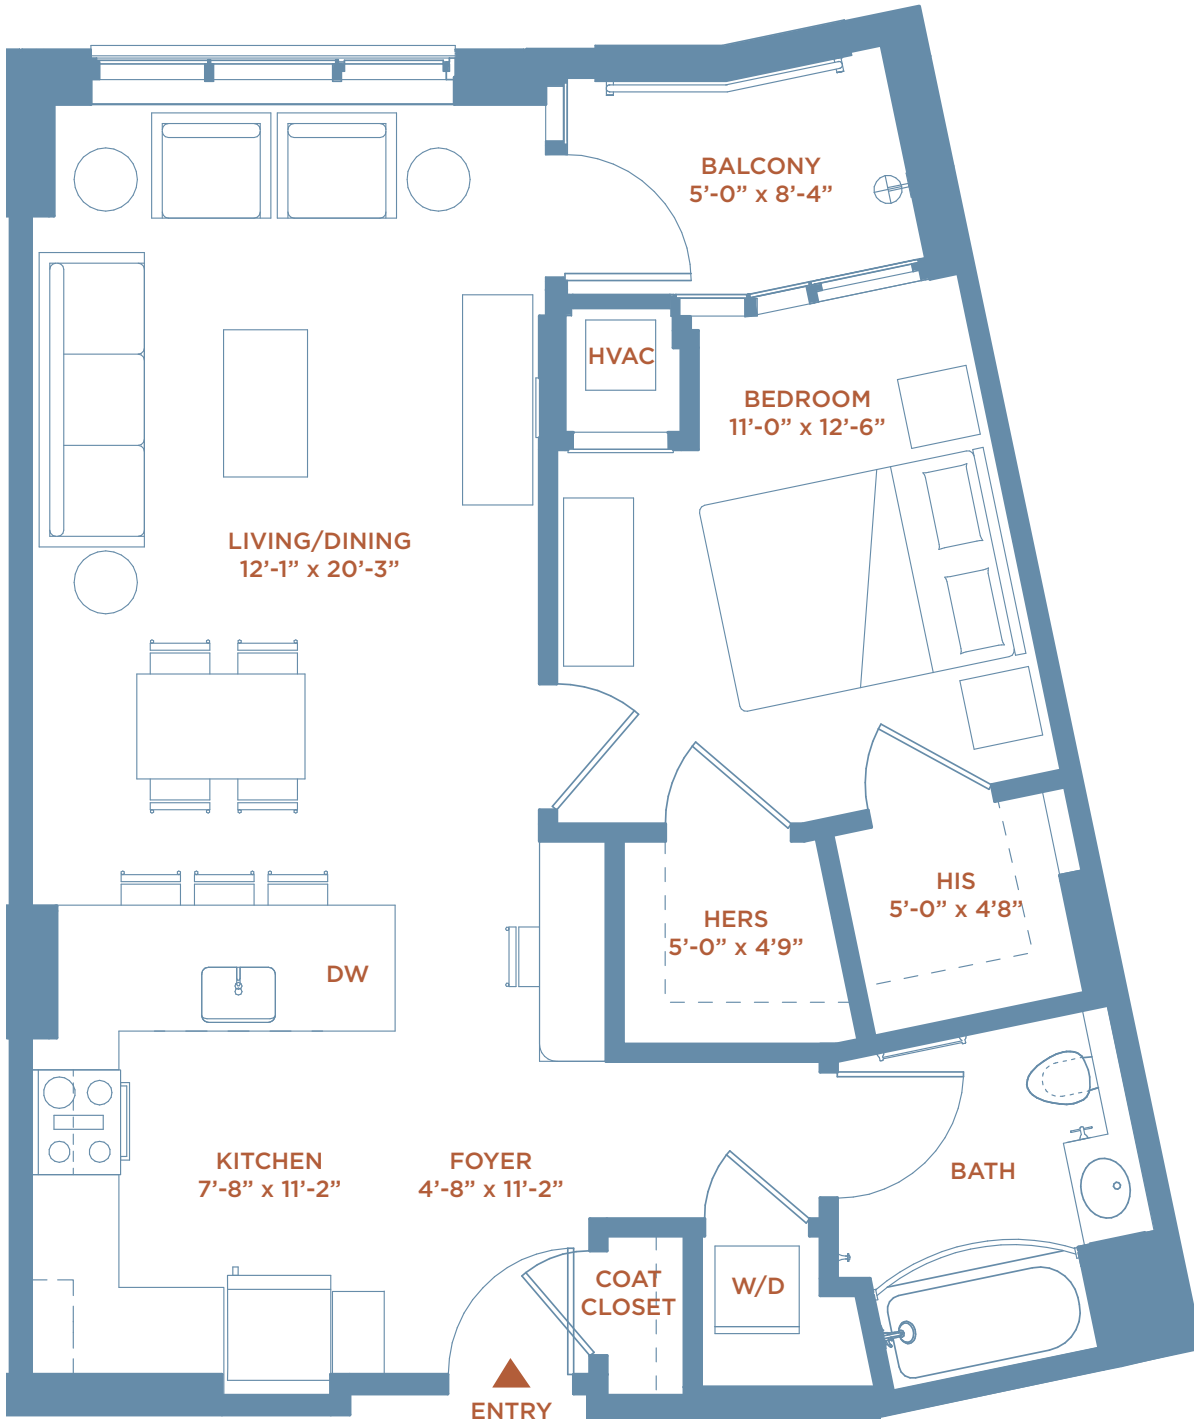 BALCONY
5’-0” x 8’-4”
HVAC
BEDROOM
11’-0” x 12’-6”
LIVING/DINING
12’-1” x 20’-3”
HIS
5’-0” x 4’8”
HERS
5’-0” x 4’9”
DW
KITCHEN
7’-8” x 11’-2”
FOYER
4’-8” x 11’-2”
BATH
COAT
CLOSET
W/D
ENTRY